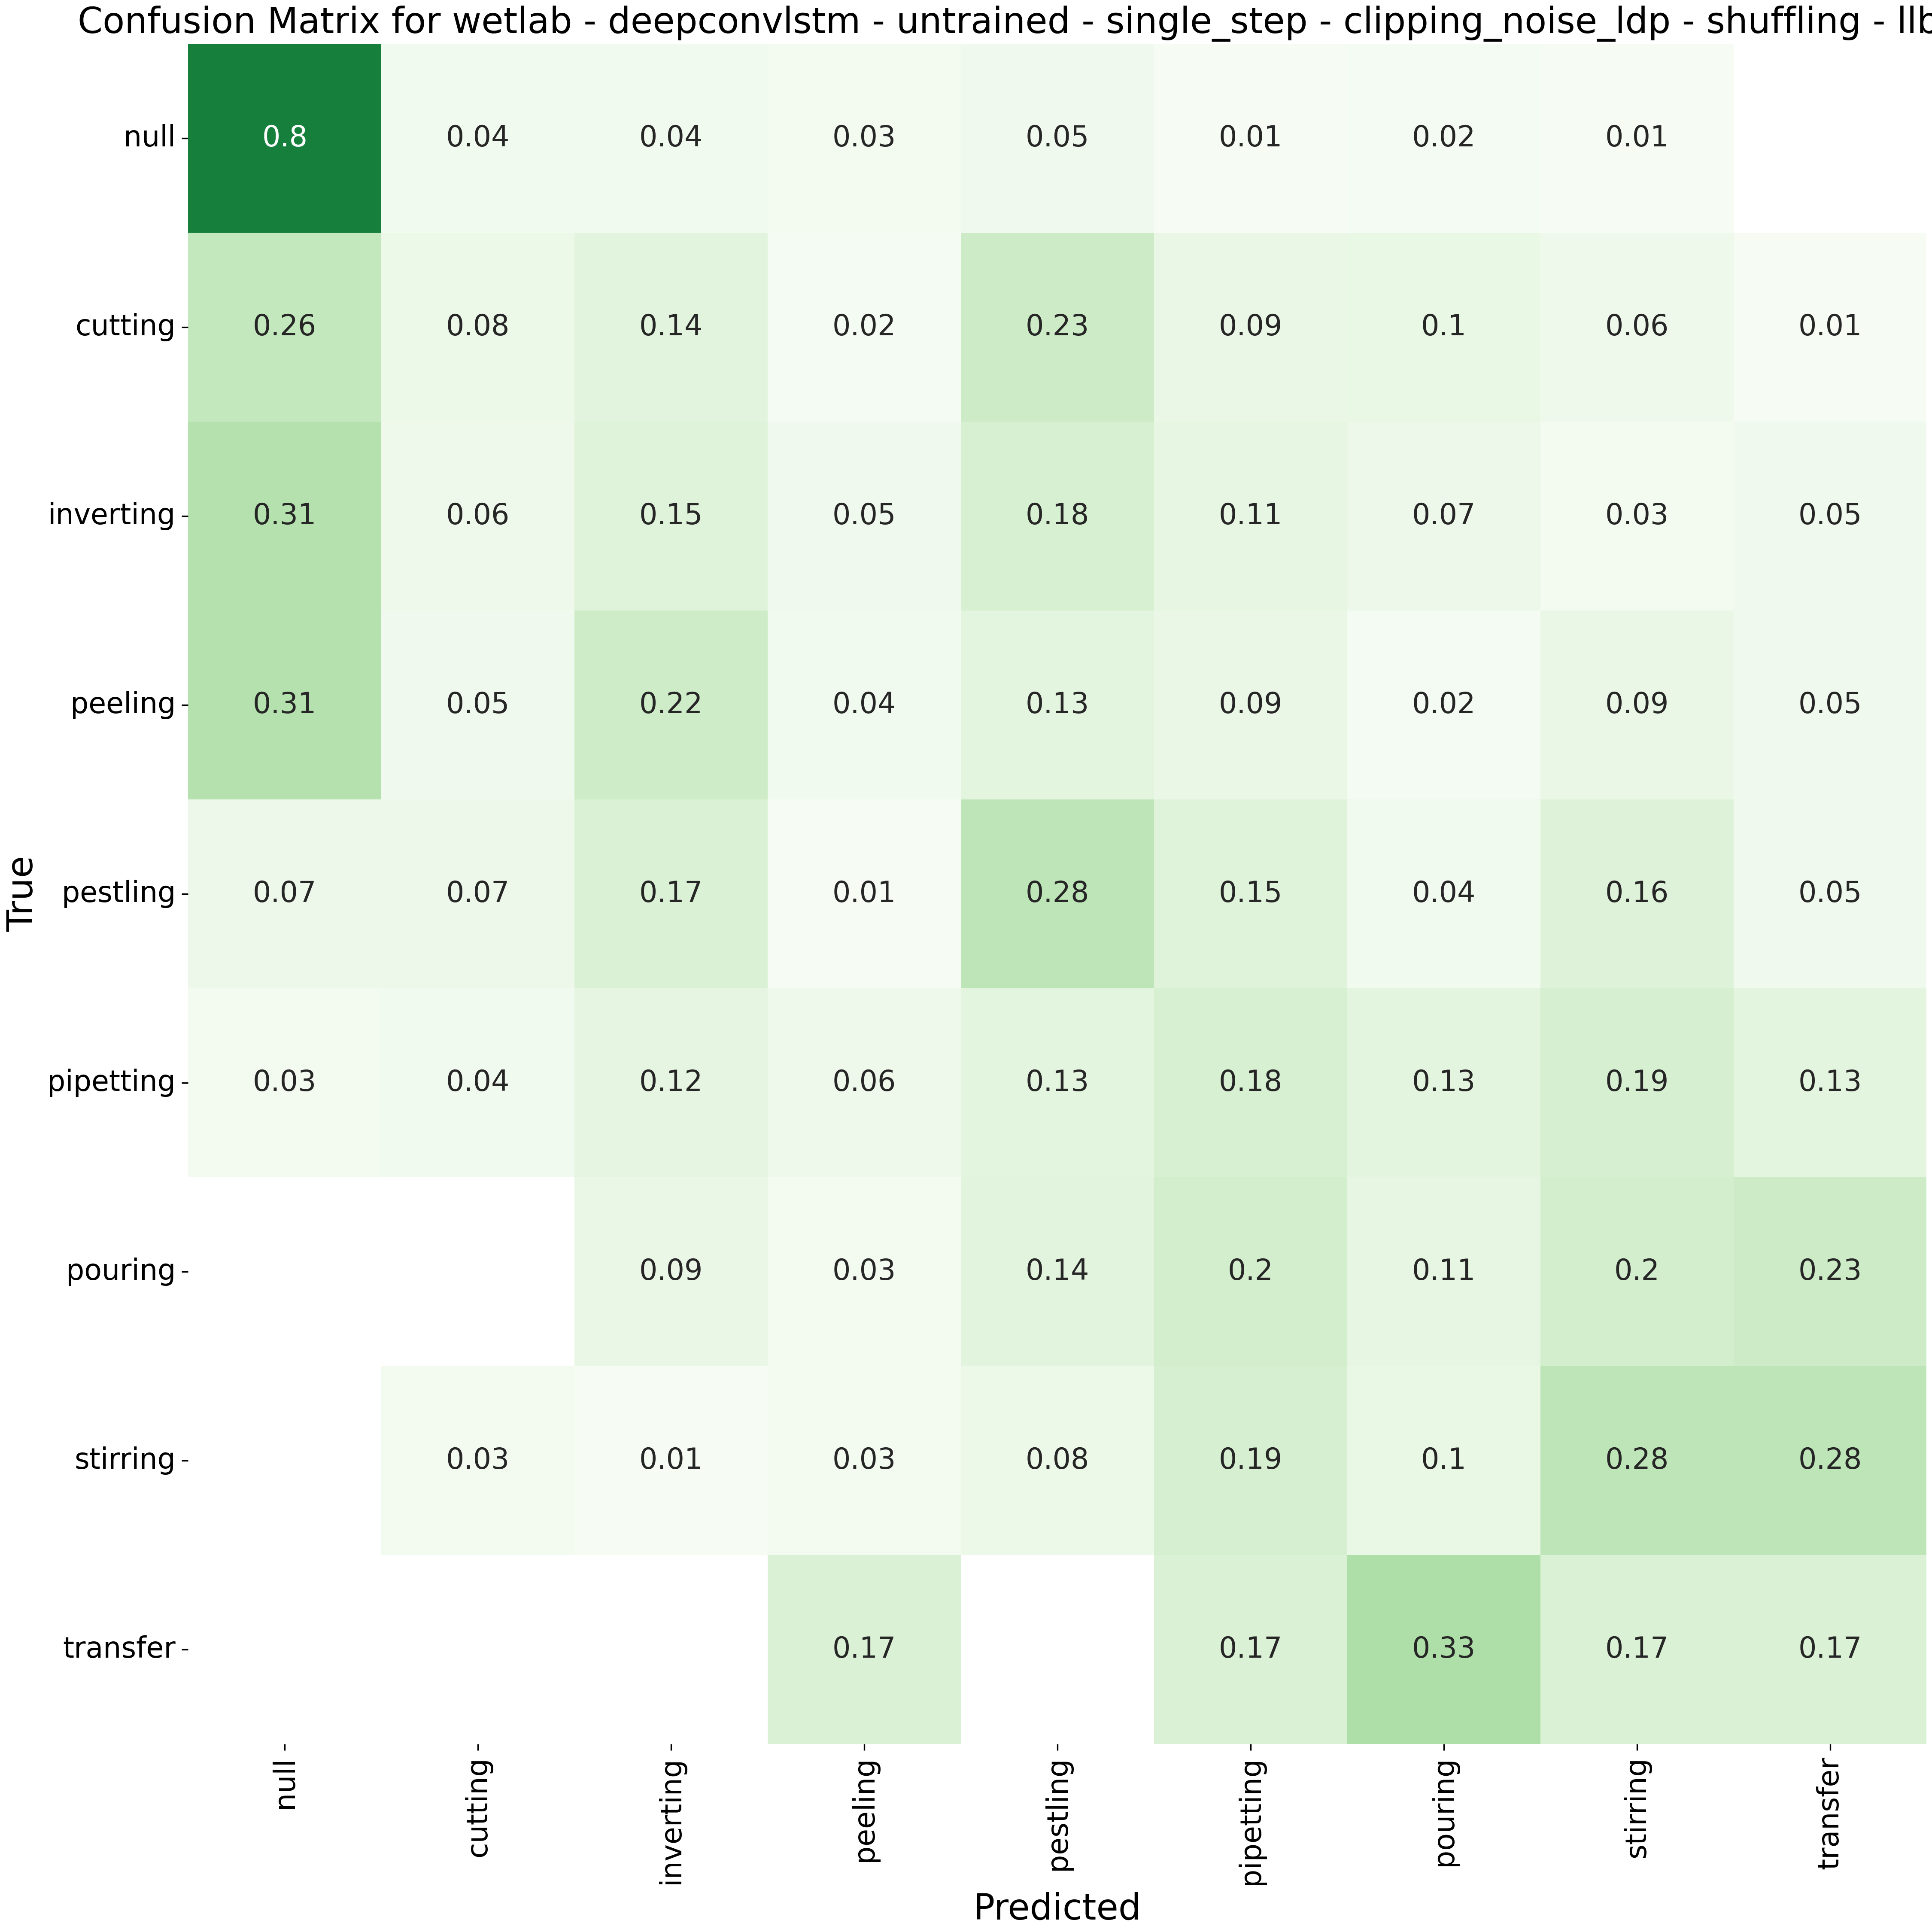 Confusion Matrix for wetlab - deepconvlstm - untrained - single_step - clipping_noise_ldp - shuffling - llb
null 0.8 0.04 0.04 0.03 0.05 0.01 0.02 0.01
cutting 0.26 0.08 0.14 0.02 0.23 0.09 0.1 0.06 0.01
inverting 0.31 0.06 0.15 0.05 0.18 0.11 0.07 0.03 0.05
peeling 0.31 0.05 0.22 0.04 0.13 0.09 0.02 0.09 0.05
pestling 0.07 0.07 0.17 0.01 0.28 0.15 0.04 0.16 0.05
pipetting 0.03 0.04 0.12 0.06 0.13 0.18 0.13 0.19 0.13
pouring 0.09 0.03 0.14 0.2 0.11 0.2 0.23
stirring 0.03 0.01 0.03 0.08 0.19 0.1 0.28 0.28
transfer 0.17 0.17 0.33 0.17 0.17
True
null cutting inverting peeling pestling pipetting pouring stirring transfer
Predicted